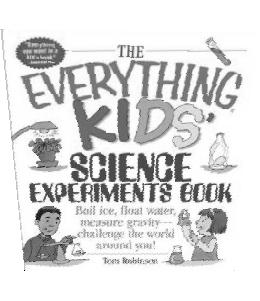 THE
EVERYTHING
KIDS'
SCIENCE
EXPERIMENTS BOOK
Boil ice, float water,
measure gravity—
challenge the world
around you!
Tom Robinson